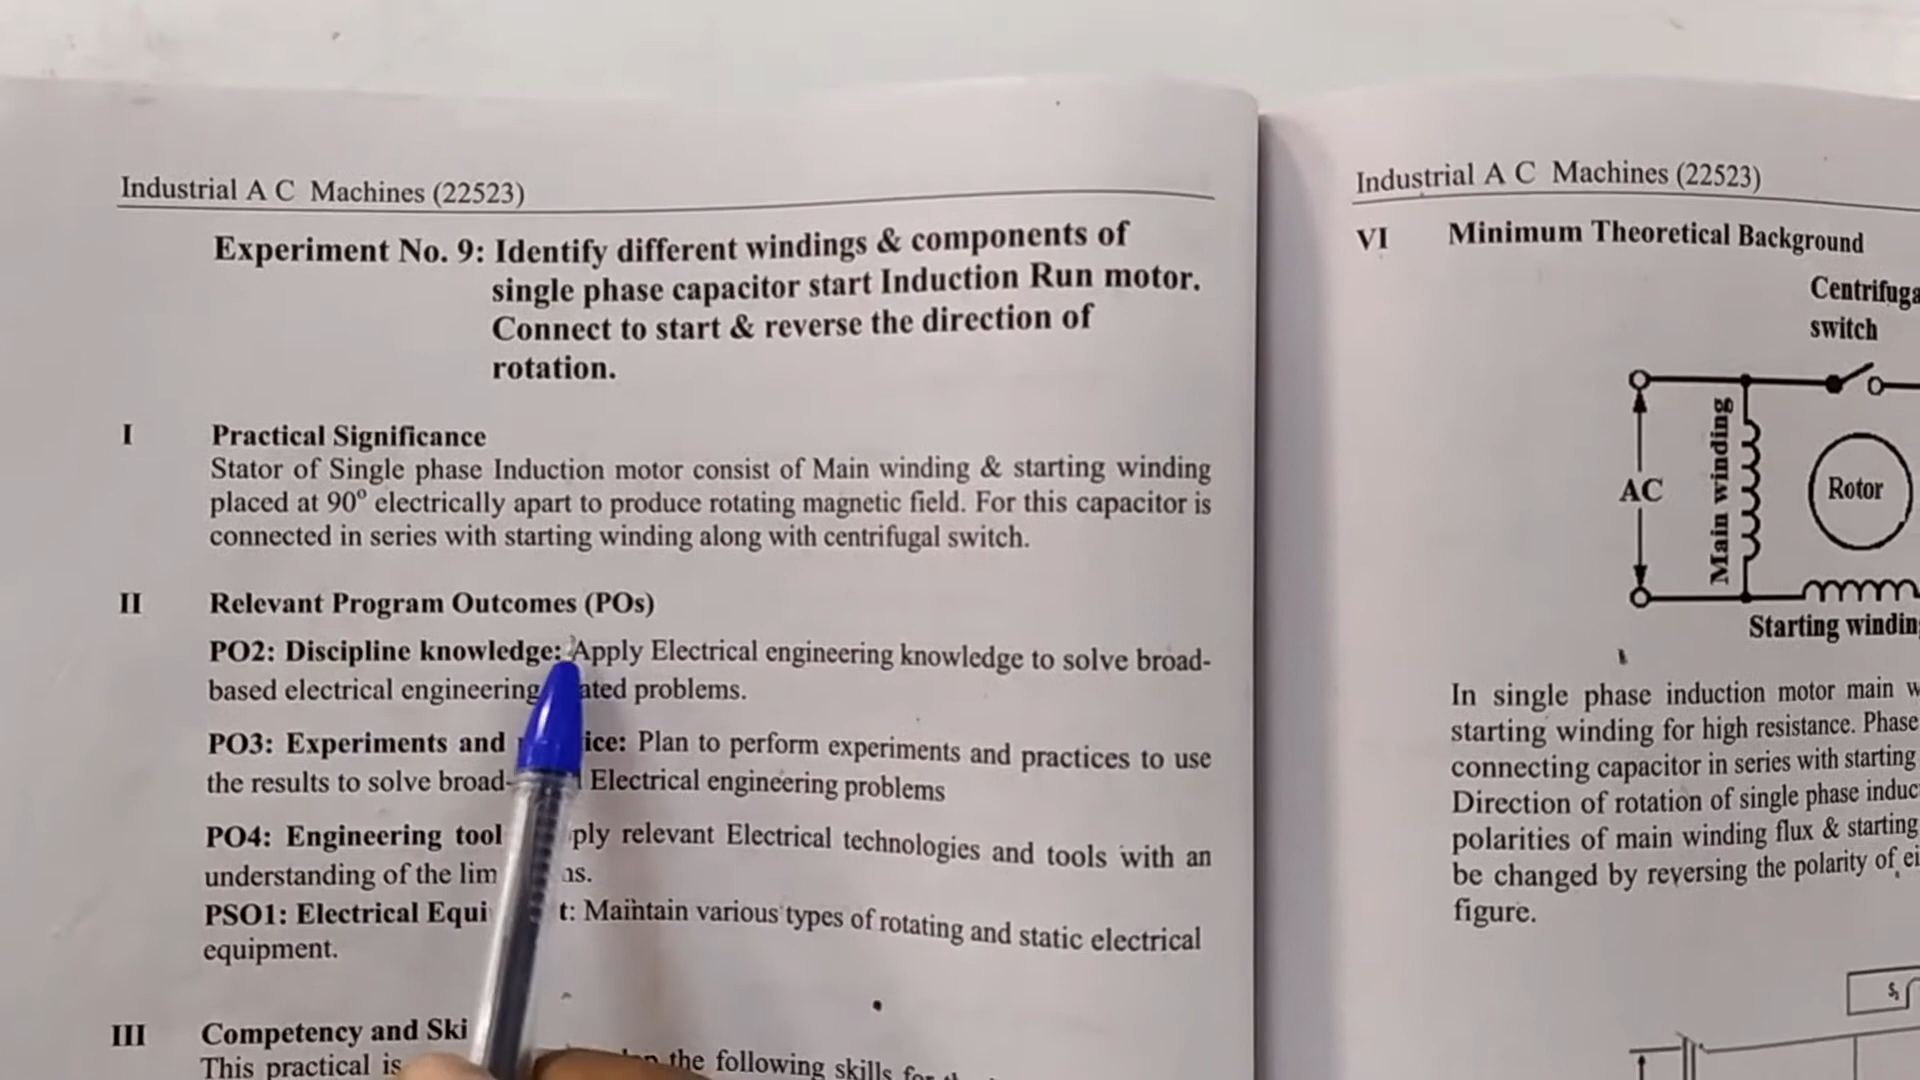 Industrial A C Machines (22523)
Experiment No. 9: Identify different windings & components of
single phase capacitor start Induction Run motor.
Connect to start & reverse the direction of
rotation.
I Practical Significance
Stator of Single phase Induction motor consist of Main winding & starting winding
placed at 90° electrically apart to produce rotating magnetic field. For this capacitor is
connected in series with starting winding along with centrifugal switch.
II Relevant Program Outcomes (POs)
PO2: Discipline knowledge: Apply Electrical engineering knowledge to solve broad-
based electrical engineering ated problems.
PO3: Experiments and ice: Plan to perform experiments and practices to use
the results to solve broad- Electrical engineering problems
PO4: Engineering tool ply relevant Electrical technologies and tools with an
understanding of the lim ns.
PSO1: Electrical Equi t: Maintain various types of rotating and static electrical
equipment.
III Competency and Ski
This practical is the following skills for
Industrial A C Machines (22523)
VI Minimum Theoretical Background
Centrifuga
switch
Main winding
AC
Rotor
Starting windin
In single phase induction motor main w
starting winding for high resistance. Phase
connecting capacitor in series with starting
Direction of rotation of single phase induc
polarities of main winding flux & starting
be changed by reversing the polarity of ei
figure.
S₁